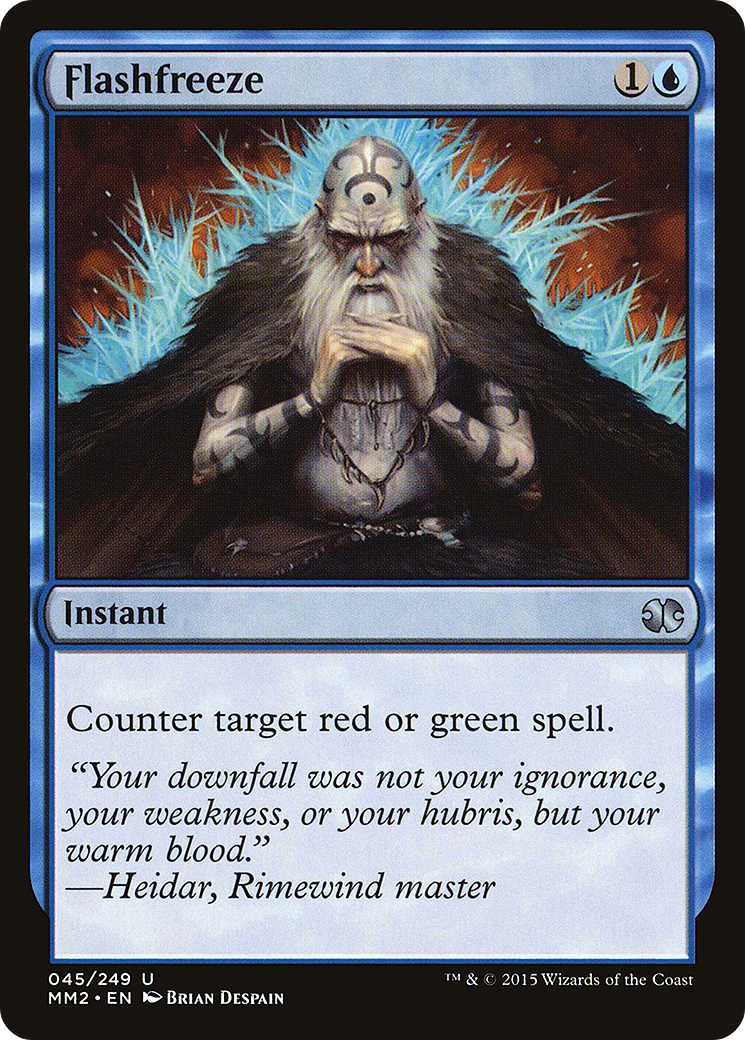 Flashfreeze 1
Instant
Counter target red or green spell.
“Your downfall was not your ignorance,
your weakness, or your hubris, but your
warm blood.”
—Heidar, Rimewind master
045/249 U
MM2 • EN Brian Despain
™ & © 2015 Wizards of the Coast